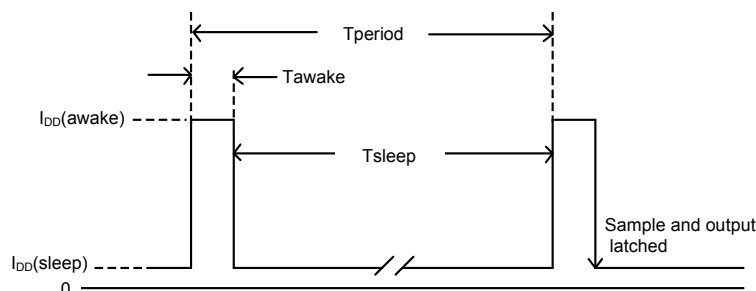 Tperiod
Tawake
IDD(awake)
Tsleep
Sample and output
latched
IDD(sleep)
0